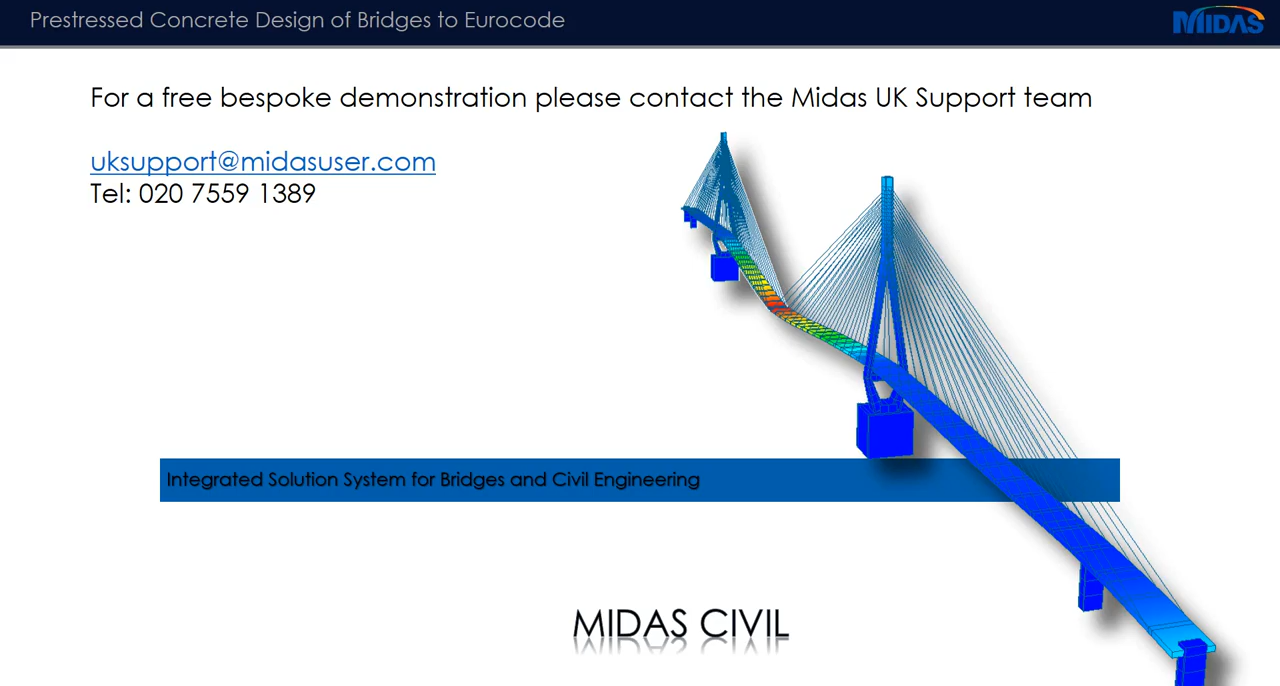 Prestressed Concrete Design of Bridges to Eurocode
MIDAS
For a free bespoke demonstration please contact the Midas UK Support team
uksupport@midasuser.com
Tel: 020 7559 1389
Integrated Solution System for Bridges and Civil Engineering
MIDAS CIVIL